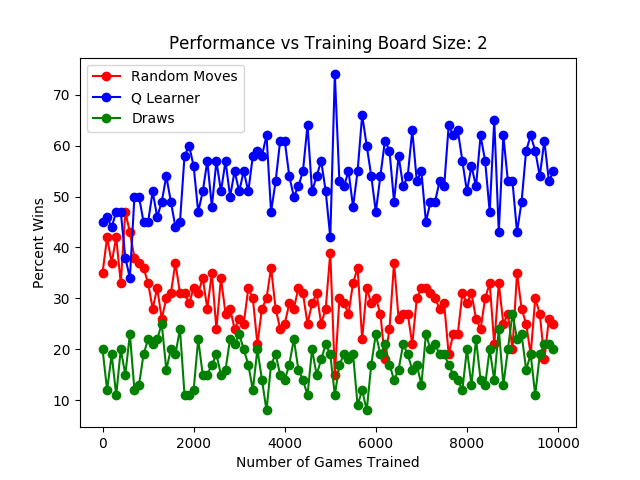 Performance vs Training Board Size: 2
Random Moves
Q Learner
Draws
Percent Wins
70
60
50
40
30
20
10
0
2000
4000
6000
8000
10000
Number of Games Trained